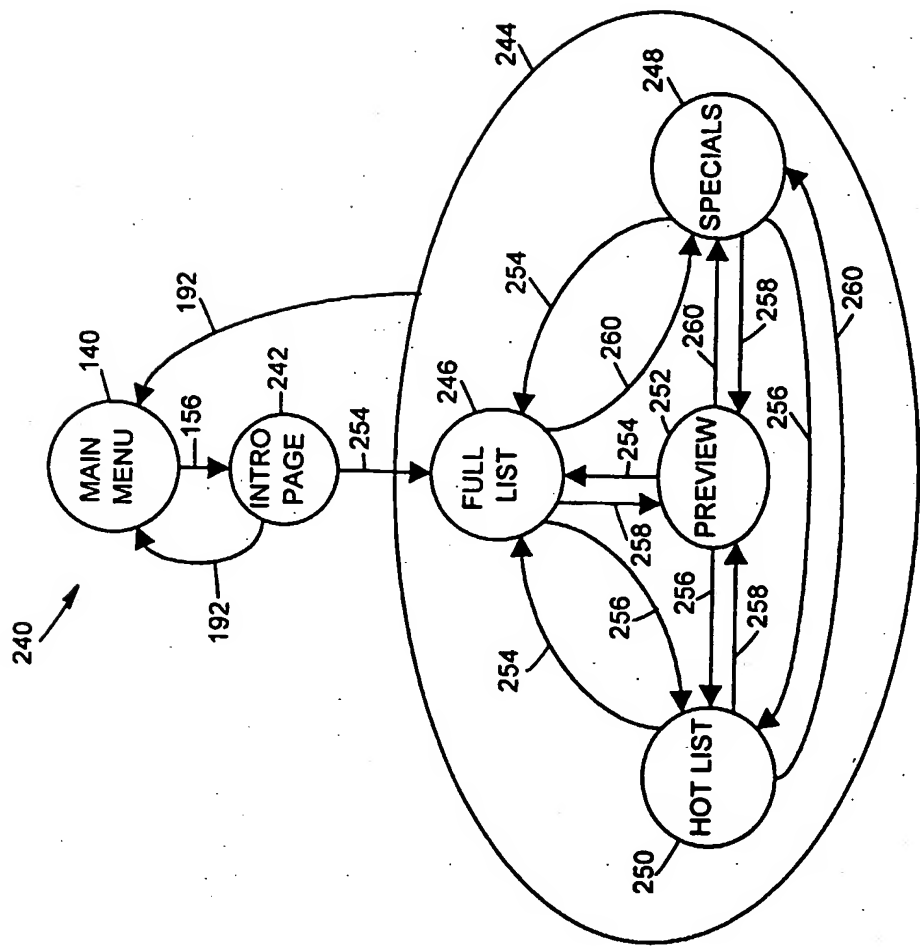 240
MAIN
MENU
140
192
156
192
INTRO
PAGE
242
254
244
246
FULL
LIST
254
254
256
260
258
254
252
248
250
HOT LIST
256
258
PREVIEW
260
258
SPECIALS
256
260